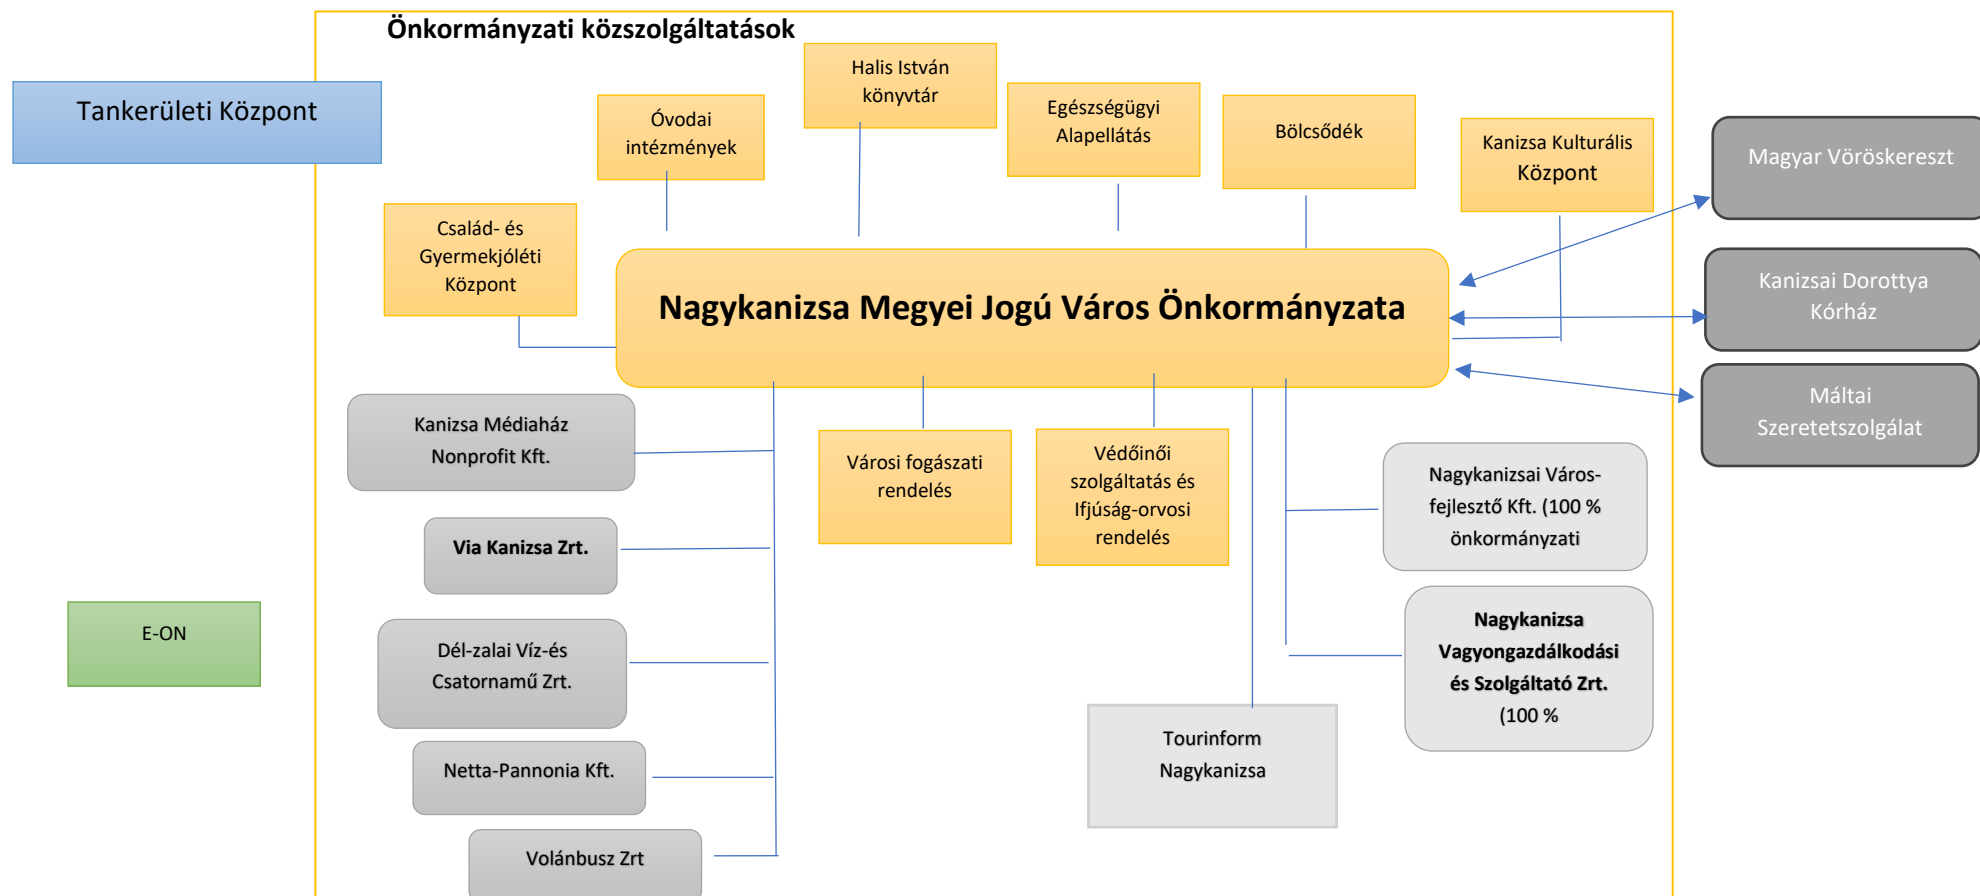 Önkormányzati közszolgáltatások
Tankerületi Központ
Óvodai
intézmények
Halis István
könyvtár
Egészségügyi
Alapellátás
Bölcsődék
Kanizsa Kulturális
Központ
Magyar Vöröskereszt
Család- és
Gyermekjóléti
Központ
Nagykanizsa Megyei Jogú Város Önkormányzata
Kanizsai Dorottya
Kórház
Máltai
Szeretetszolgálat
Kanizsa Médiaház
Nonprofit Kft.
Városi fogászati
rendelés
Védőinői
szolgáltatás és
Ifjúság-orvosi
rendelés
Nagykanizsai Város-
fejlesztő Kft. (100 %
önkormányzati
Via Kanizsa Zrt.
E-ON
Dél-zalai Víz-és
Csatornamű Zrt.
Nagykanizsa
Vagyongazdálkodási
és Szolgáltató Zrt.
(100 %
Netta-Pannonia Kft.
Tourinform
Nagykanizsa
Volánbusz Zrt